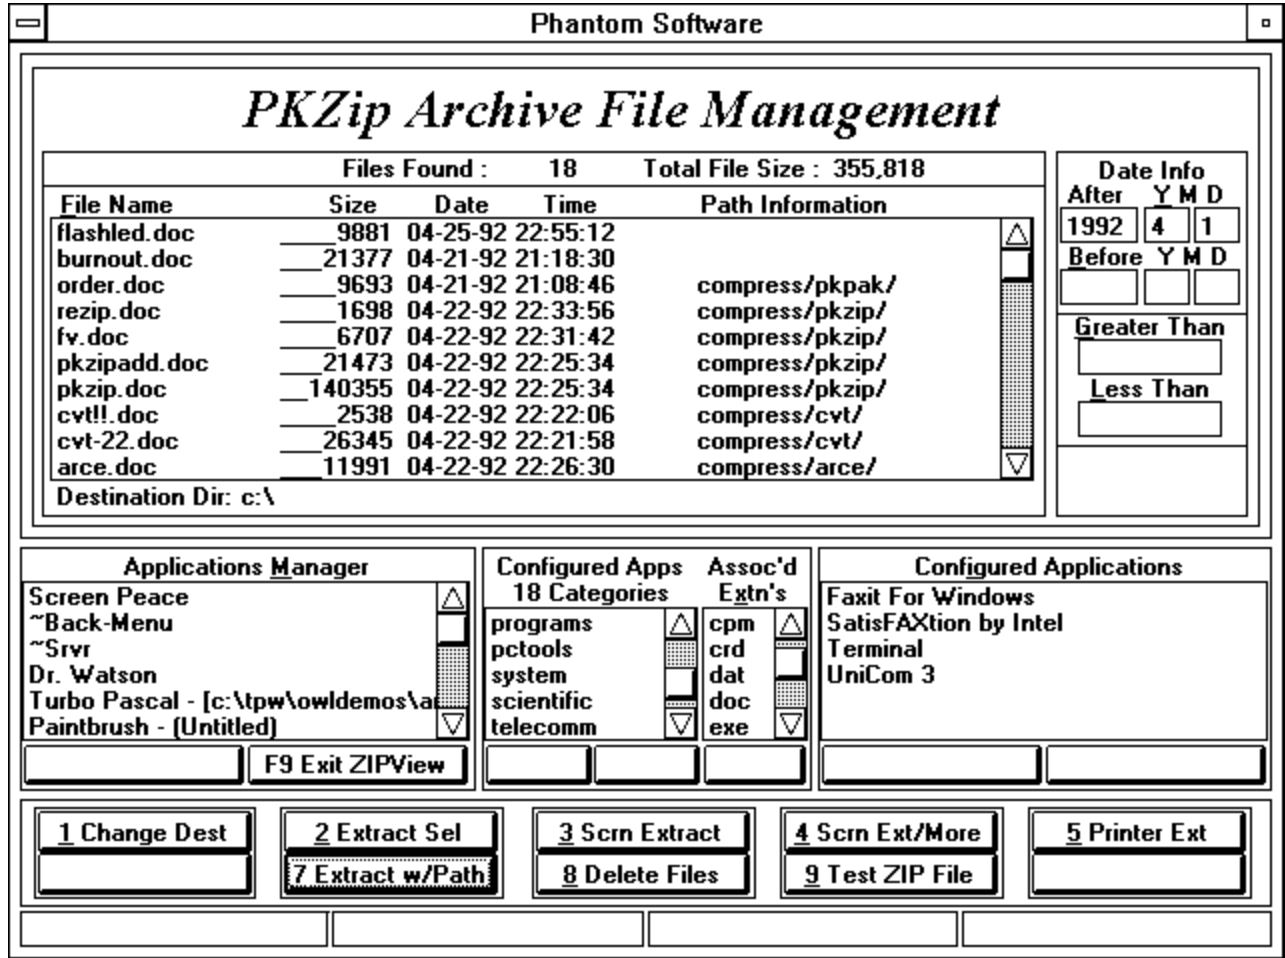 Phantom Software
PKZip Archive File Management
Files Found : 18 Total File Size : 355,818
File Name Size Date Time Path Information
flashled.doc ____9881 04-25-92 22:55:12
burnout.doc ___21377 04-21-92 21:18:30
order.doc ____9693 04-21-92 21:08:46 compress/pkpak/
rezip.doc ____1698 04-22-92 22:33:56 compress/pkzip/
fv.doc ____6707 04-22-92 22:31:42 compress/pkzip/
pkzipadd.doc ___21473 04-22-92 22:25:34 compress/pkzip/
pkzip.doc __140355 04-22-92 22:25:34 compress/pkzip/
cvt!!.doc ____2538 04-22-92 22:22:06 compress/cvt/
cvt-22.doc ___26345 04-22-92 22:21:58 compress/cvt/
arce.doc ___11991 04-22-92 22:26:30 compress/arce/
Destination Dir: c:\
Date Info
After Y M D
1992 4 1
Before Y M D
Greater Than
Less Than
Applications Manager
Screen Peace
~Back-Menu
~Srvr
Dr. Watson
Turbo Pascal - [c:\tpw\owldemos\a
Paintbrush - (Untitled)
F9 Exit ZIPView
Configured Apps
18 Categories
programs
pctools
system
scientific
telecomm
Assoc'd
Extn's
cpm
crd
dat
doc
exe
Configured Applications
Faxit For Windows
SatisFAXtion by Intel
Terminal
UniCom 3
1 Change Dest
2 Extract Sel
3 Scrn Extract
4 Scrn Ext/More
5 Printer Ext
7 Extract w/Path
8 Delete Files
9 Test ZIP File